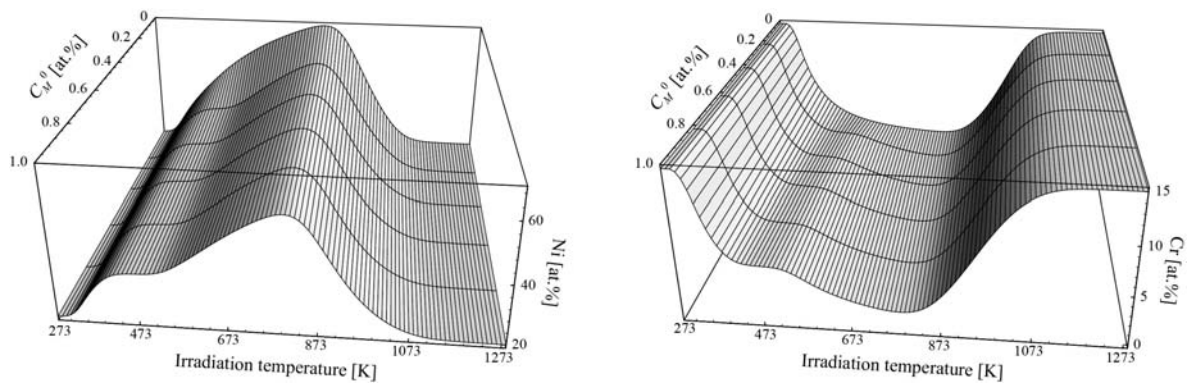 0
0.2
0.4
0.6
0.8
1.0
C_M^0 [at.%]
60
40
20
Ni [at.%]
273 473 673 873 1073 1273
Irradiation temperature [K]
0
0.2
0.4
0.6
0.8
1.0
C_M^0 [at.%]
15
10
5
0
Cr [at.%]
273 473 673 873 1073 1273
Irradiation temperature [K]